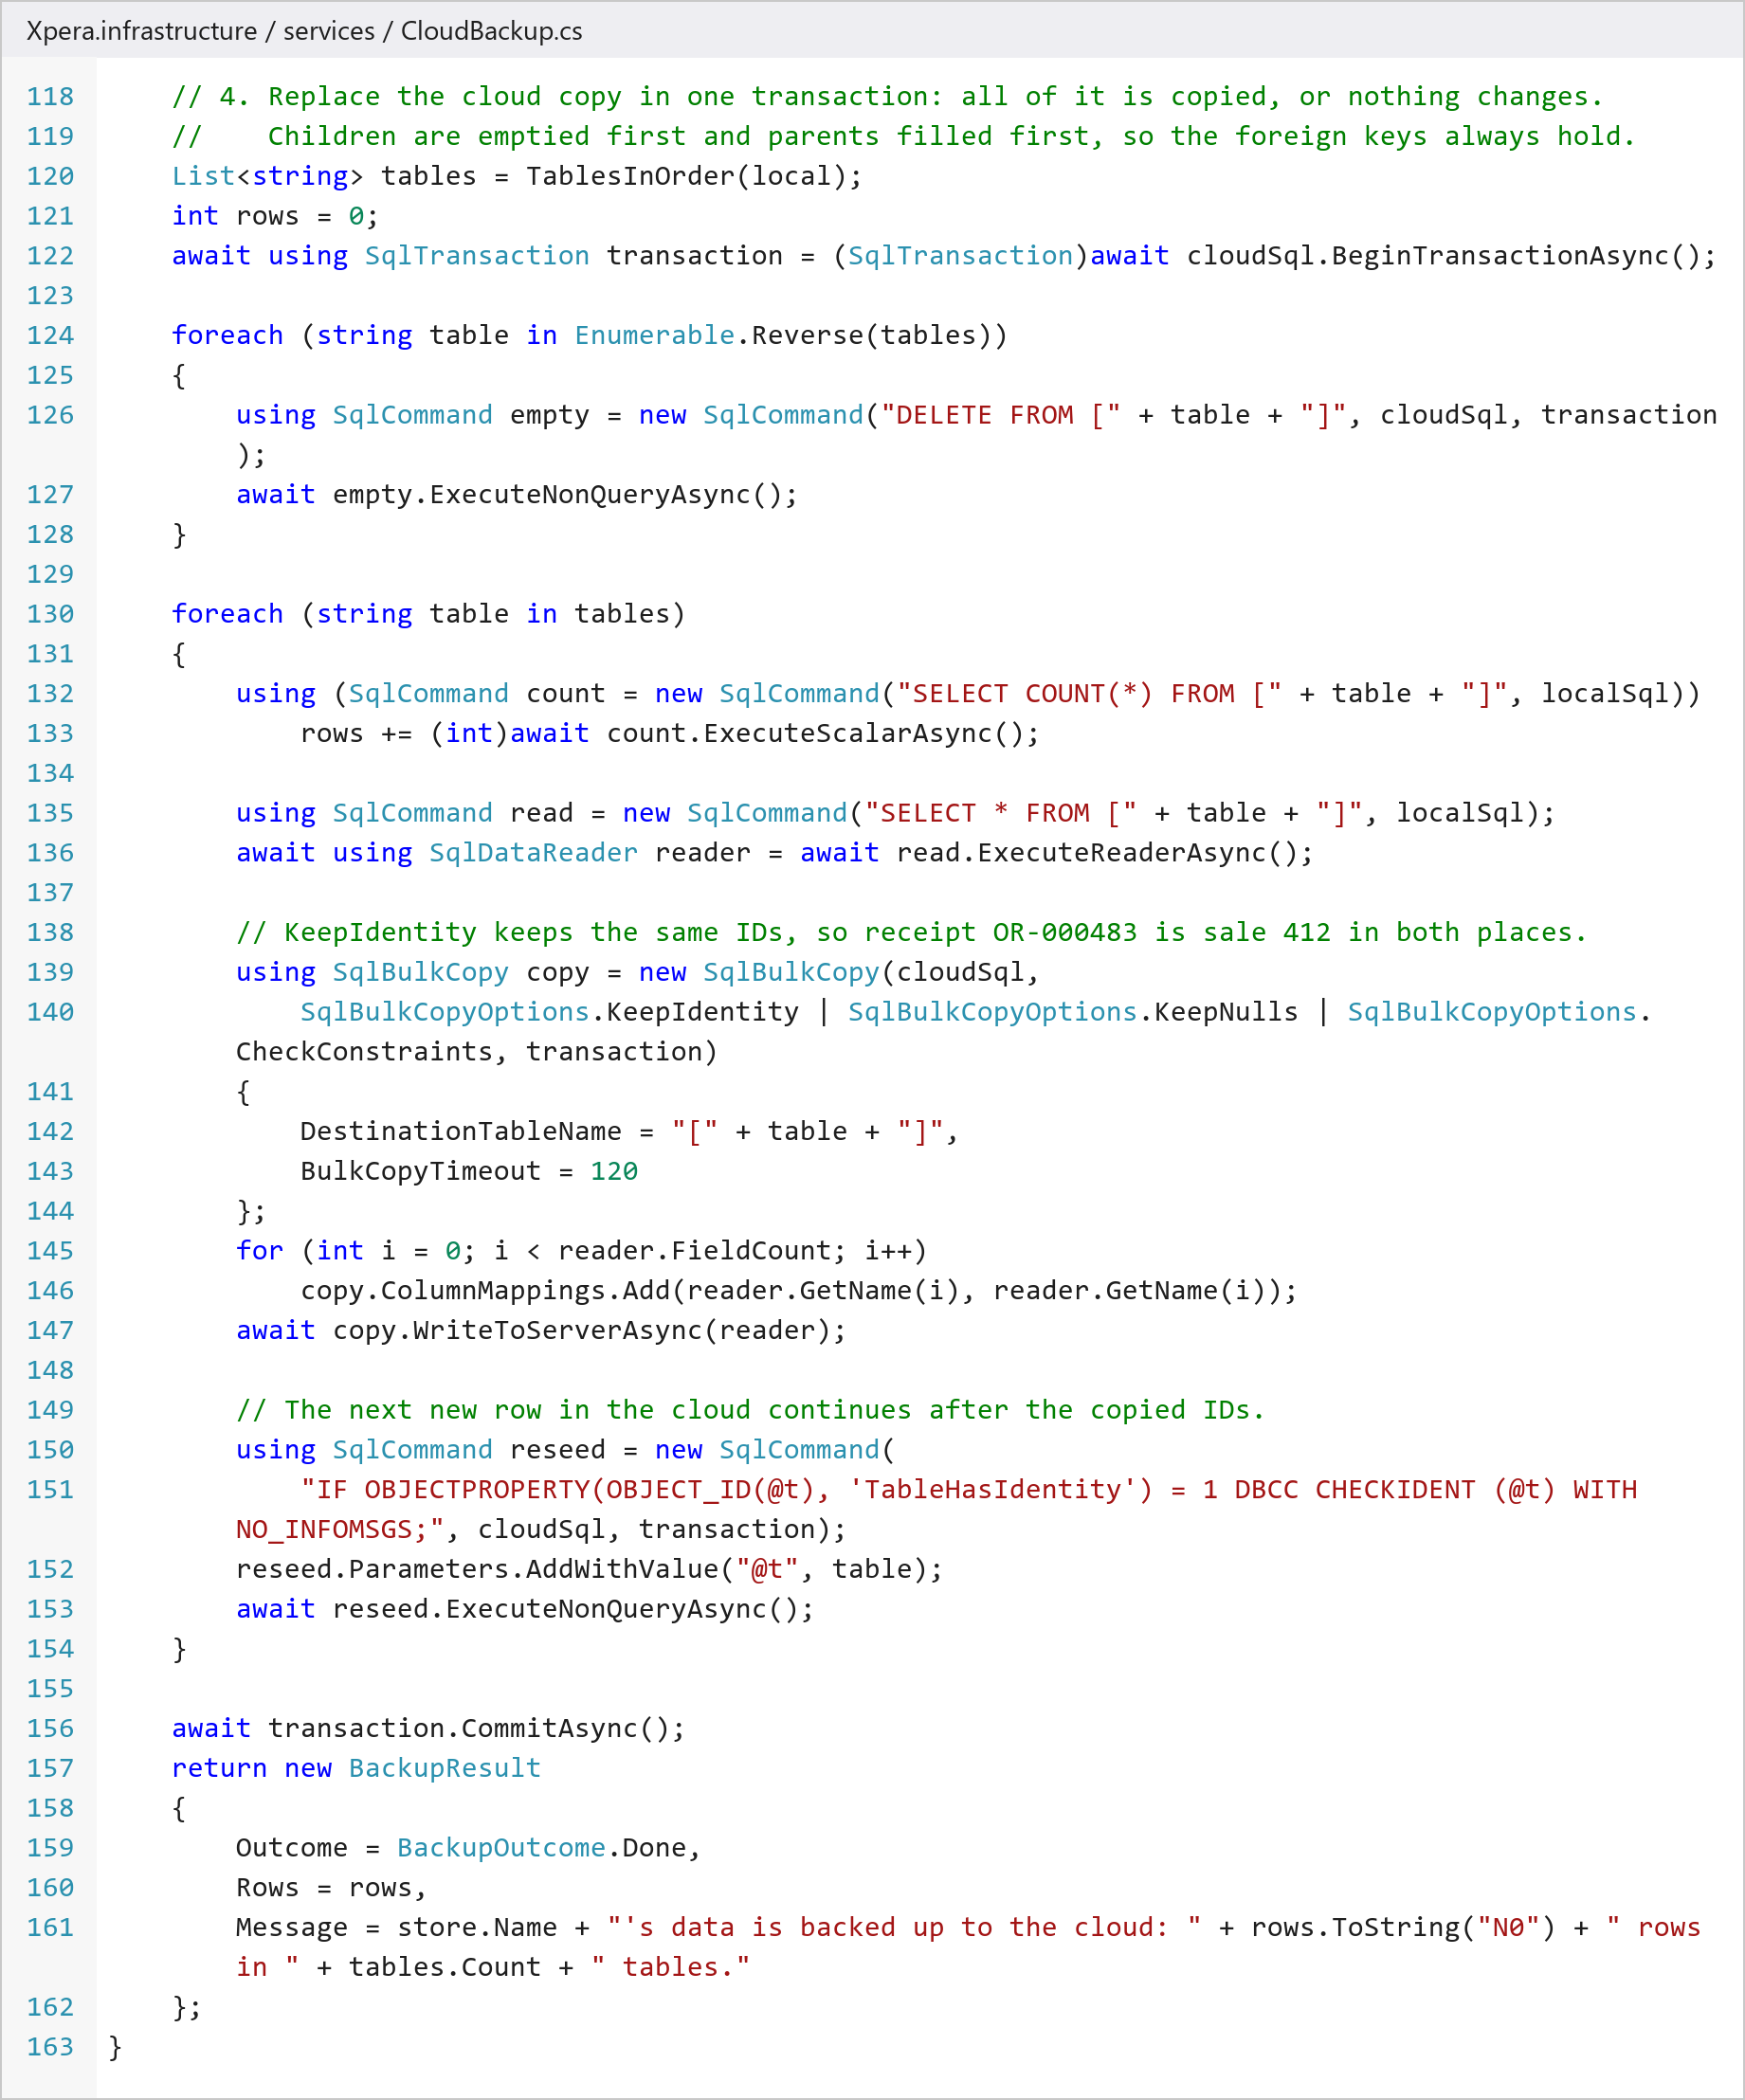 Xpera.infrastructure / services / CloudBackup.cs
118     // 4. Replace the cloud copy in one transaction: all of it is copied, or nothing changes.
119     //    Children are emptied first and parents filled first, so the foreign keys always hold.
120     List<string> tables = TablesInOrder(local);
121     int rows = 0;
122     await using SqlTransaction transaction = (SqlTransaction)await cloudSql.BeginTransactionAsync();
123
124     foreach (string table in Enumerable.Reverse(tables))
125     {
126         using SqlCommand empty = new SqlCommand("DELETE FROM [" + table + "]", cloudSql, transaction
        );
127         await empty.ExecuteNonQueryAsync();
128     }
129
130     foreach (string table in tables)
131     {
132         using (SqlCommand count = new SqlCommand("SELECT COUNT(*) FROM [" + table + "]", localSql))
133             rows += (int)await count.ExecuteScalarAsync();
134
135         using SqlCommand read = new SqlCommand("SELECT * FROM [" + table + "]", localSql);
136         await using SqlDataReader reader = await read.ExecuteReaderAsync();
137
138         // KeepIdentity keeps the same IDs, so receipt OR-000483 is sale 412 in both places.
139         using SqlBulkCopy copy = new SqlBulkCopy(cloudSql,
140             SqlBulkCopyOptions.KeepIdentity | SqlBulkCopyOptions.KeepNulls | SqlBulkCopyOptions.
        CheckConstraints, transaction)
141         {
142             DestinationTableName = "[" + table + "]",
143             BulkCopyTimeout = 120
144         };
145         for (int i = 0; i < reader.FieldCount; i++)
146             copy.ColumnMappings.Add(reader.GetName(i), reader.GetName(i));
147         await copy.WriteToServerAsync(reader);
148
149         // The next new row in the cloud continues after the copied IDs.
150         using SqlCommand reseed = new SqlCommand(
151             "IF OBJECTPROPERTY(OBJECT_ID(@t), 'TableHasIdentity') = 1 DBCC CHECKIDENT (@t) WITH
        NO_INFOMSGS;", cloudSql, transaction);
152         reseed.Parameters.AddWithValue("@t", table);
153         await reseed.ExecuteNonQueryAsync();
154     }
155
156     await transaction.CommitAsync();
157     return new BackupResult
158     {
159         Outcome = BackupOutcome.Done,
160         Rows = rows,
161         Message = store.Name + "'s data is backed up to the cloud: " + rows.ToString("N0") + " rows
        in " + tables.Count + " tables."
162     };
163 }